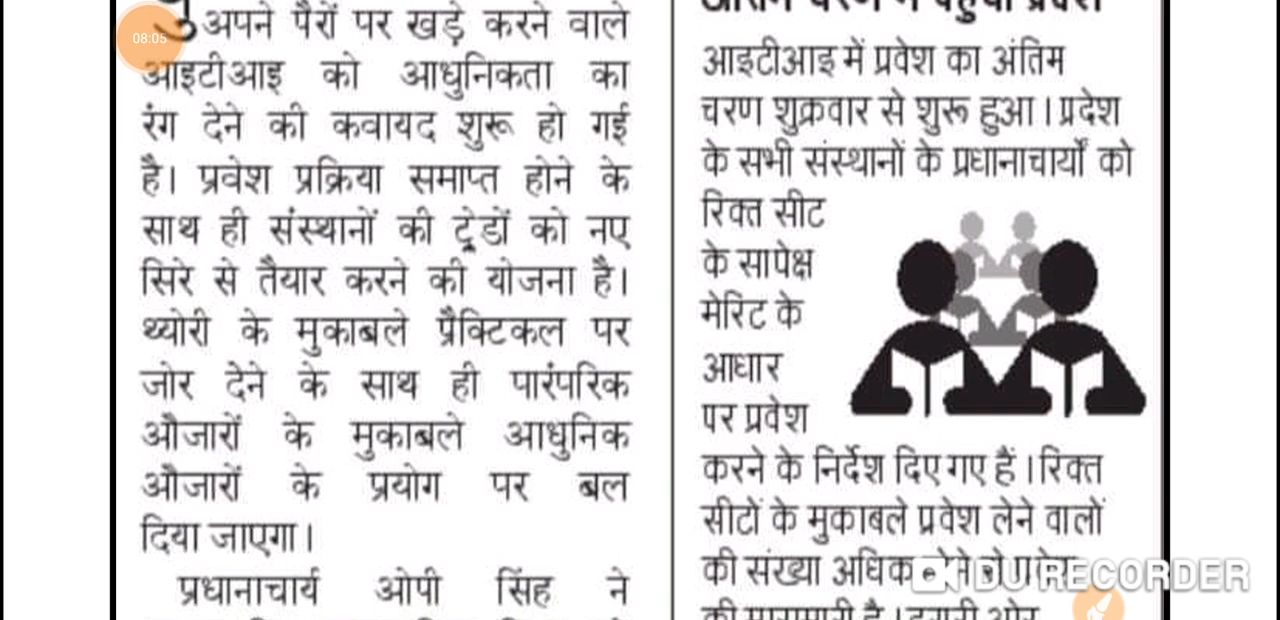 08:05
अपने पैरों पर खड़े करने वाले
आइटीआइ को आधुनिकता का
रंग देने की कवायद शुरू हो गई
है। प्रवेश प्रक्रिया समाप्त होने के
साथ ही संस्थानों की ट्रेडों को नए
सिरे से तैयार करने की योजना है।
थ्योरी के मुकाबले प्रैक्टिकल पर
जोर देने के साथ ही पारंपरिक
औजारों के मुकाबले आधुनिक
औजारों के प्रयोग पर बल
दिया जाएगा।
प्रधानाचार्य ओपी सिंह ने
आइटीआइ में प्रवेश का अंतिम
चरण शुक्रवार से शुरू हुआ। प्रदेश
के सभी संस्थानों के प्रधानाचार्यों को
रिक्त सीट
के सापेक्ष
मेरिट के
आधार
पर प्रवेश
करने के निर्देश दिए गए हैं। रिक्त
सीटों के मुकाबले प्रवेश लेने वालों
की संख्या अधिक
DU RECORDER